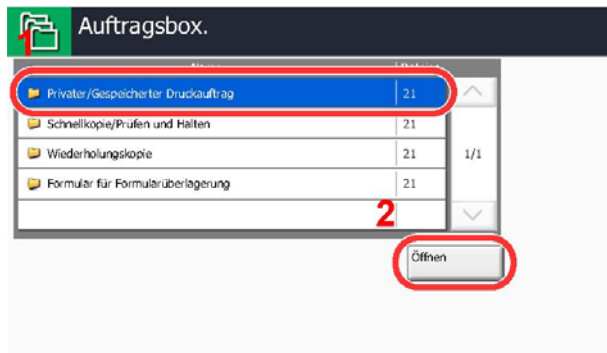 Auftragsbox.
1
Privater/Gespeicherter Druckauftrag 21
Schnellkopie/Prüfen und Halten 21
Wiederholungskopie 21 1/1
Formular für Formularüberlagerung 21
2
Öffnen